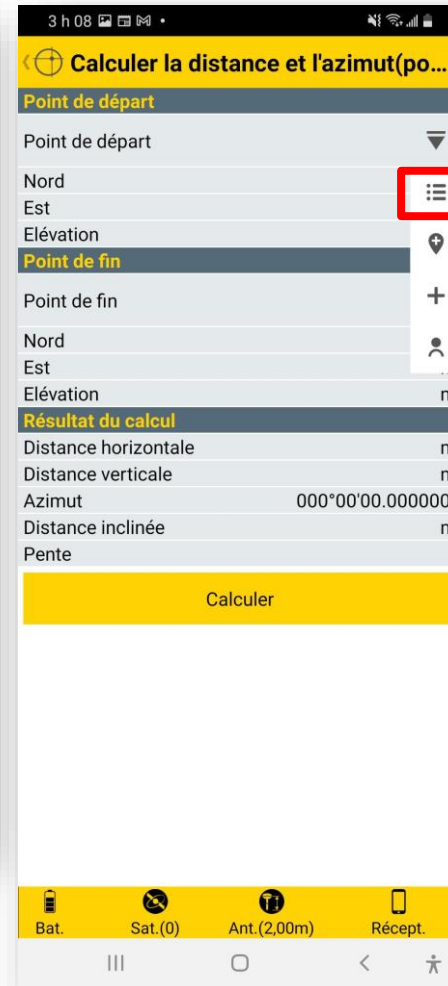 3 h 08
Calculer la distance et l'azimut(po...
Point de départ
Point de départ
Nord
Est
Elévation
Point de fin
Point de fin
Nord
Est
Elévation
Résultat du calcul
Distance horizontale
Distance verticale
Azimut 000°00'00.000000
Distance inclinée
Pente
Calculer
Bat. Sat.(0) Ant.(2,00m) Récept.